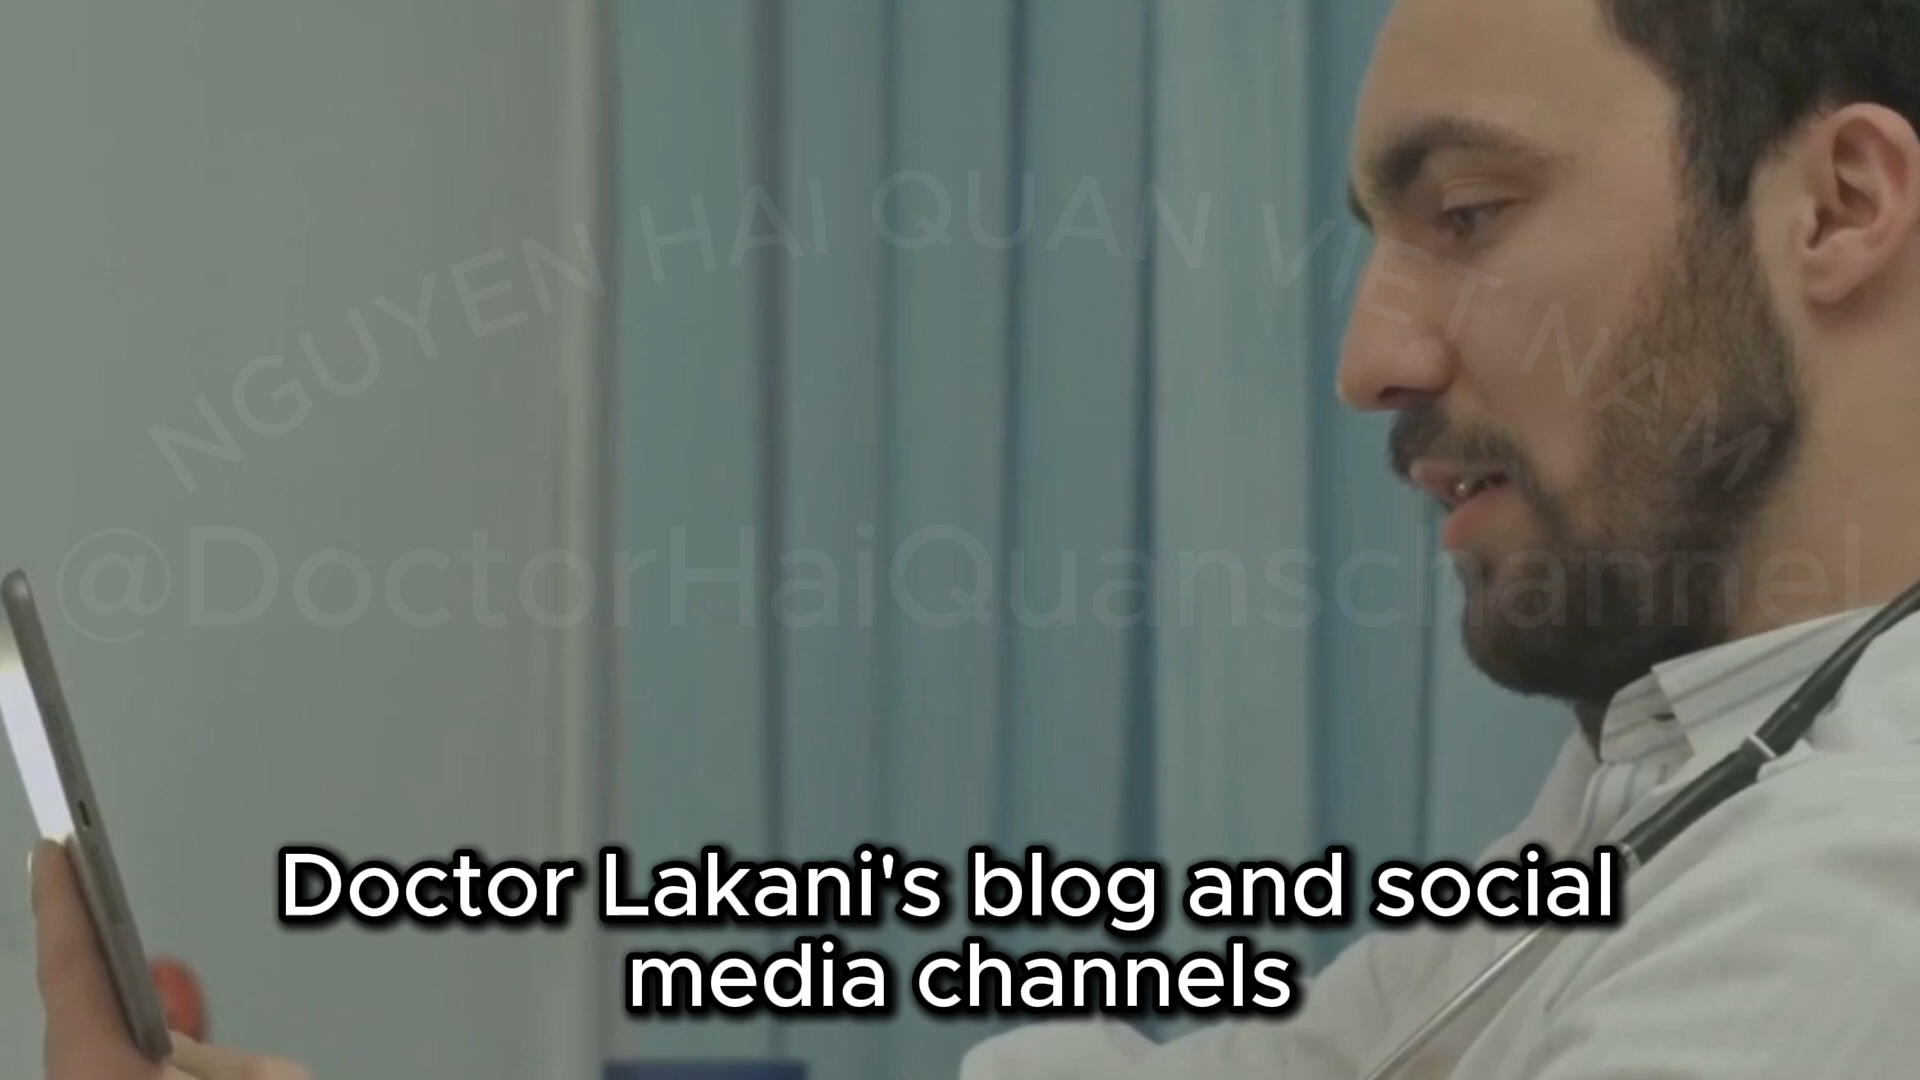 NGUYEN HAI QUAN VIET NAM
@DoctorHaiQuanschannel
Doctor Lakani's blog and social
media channels